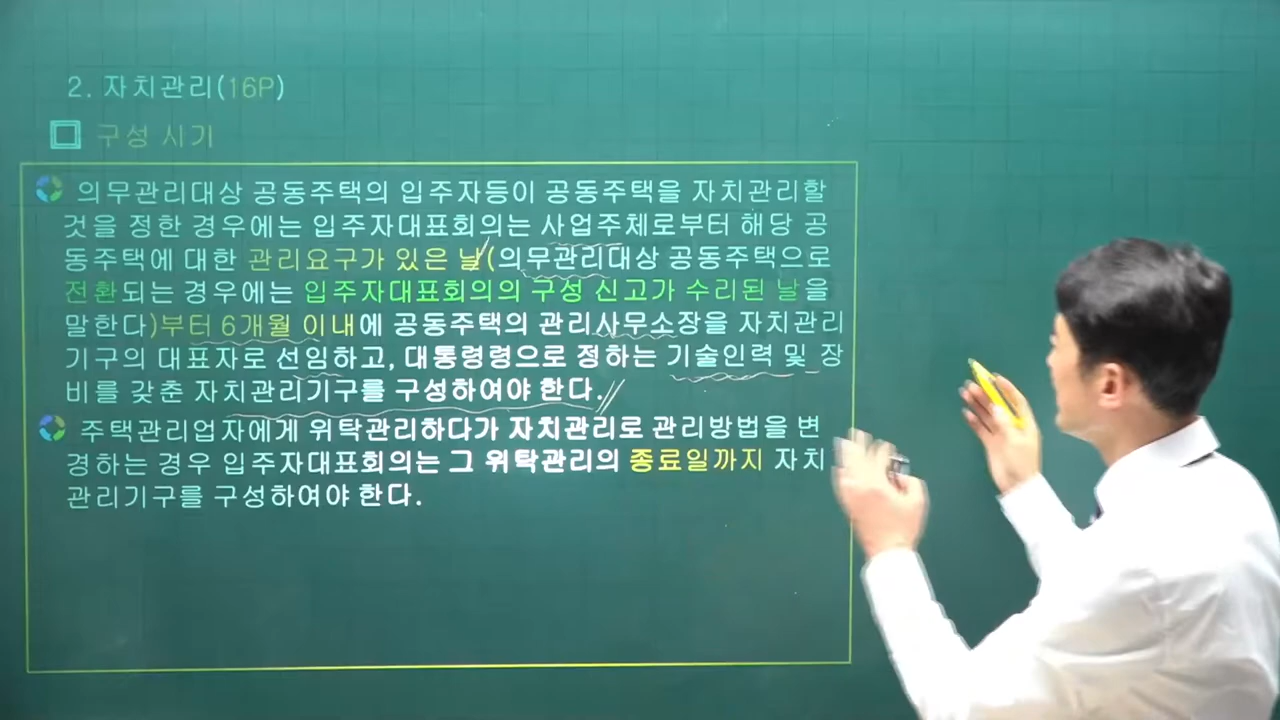 2. 자치관리(16P)
구성 시기
의무관리대상 공동주택의 입주자등이 공동주택을 자치관리할
것을 정한 경우에는 입주자대표회의는 사업주체로부터 해당 공
동주택에 대한 관리요구가 있은 날(의무관리대상 공동주택으로
전환되는 경우에는 입주자대표회의의 구성 신고가 수리된 날을
말한다)부터 6개월 이내에 공동주택의 관리사무소장을 자치관리
기구의 대표자로 선임하고, 대통령령으로 정하는 기술인력 및 장
비를 갖춘 자치관리기구를 구성하여야 한다.
주택관리업자에게 위탁관리하다가 자치관리로 관리방법을 변
경하는 경우 입주자대표회의는 그 위탁관리의 종료일까지 자치
관리기구를 구성하여야 한다.